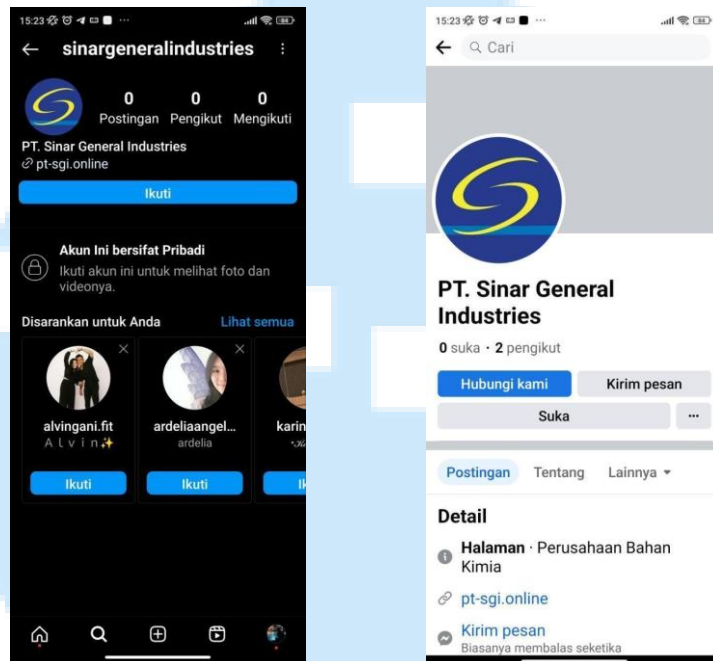 15:23
84
sinargeneralindustries
0 0 0
Postingan Pengikut Mengikuti
PT. Sinar General Industries
pt-sgi.online
Ikuti
Akun Ini bersifat Pribadi
Ikuti akun ini untuk melihat foto dan
videonya.
Disarankan untuk Anda Lihat semua
alvingani.fit ardeliaangel... karin
A L v i n✨ ardelia
Ikuti Ikuti
15:23
84
Cari
PT. Sinar General
Industries
0 suka · 2 pengikut
Hubungi kami Kirim pesan
Suka ...
Postingan Tentang Lainnya
Detail
Halaman · Perusahaan Bahan
Kimia
pt-sgi.online
Kirim pesan
Biasanya membalas seketika